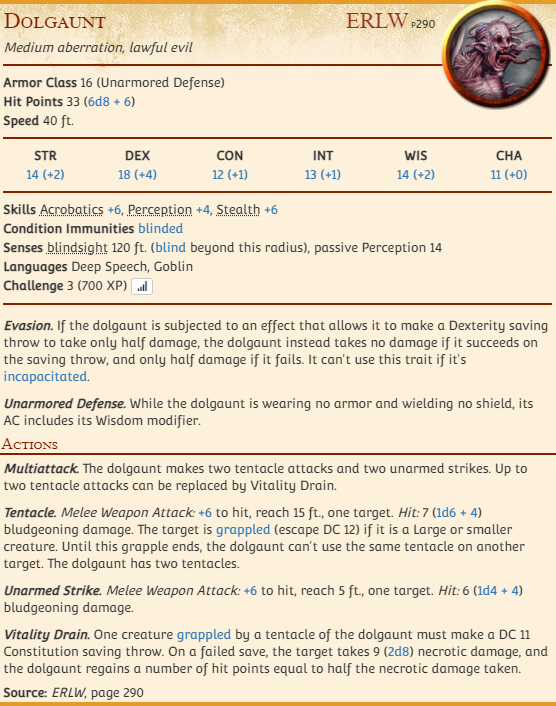 Dolgaunt ERLW P290
Medium aberration, lawful evil
Armor Class 16 (Unarmored Defense)
Hit Points 33 (6d8 + 6)
Speed 40 ft.
STR DEX CON INT WIS CHA
14 (+2) 18 (+4) 12 (+1) 13 (+1) 14 (+2) 11 (+0)
Skills Acrobatics +6, Perception +4, Stealth +6
Condition Immunities blinded
Senses blindsight 120 ft. (blind beyond this radius), passive Perception 14
Languages Deep Speech, Goblin
Challenge 3 (700 XP)
Evasion. If the dolgaunt is subjected to an effect that allows it to make a Dexterity saving
throw to take only half damage, the dolgaunt instead takes no damage if it succeeds on
the saving throw, and only half damage if it fails. It can't use this trait if it's
incapacitated.
Unarmored Defense. While the dolgaunt is wearing no armor and wielding no shield, its
AC includes its Wisdom modifier.
Actions
Multiattack. The dolgaunt makes two tentacle attacks and two unarmed strikes. Up to
two tentacle attacks can be replaced by Vitality Drain.
Tentacle. Melee Weapon Attack: +6 to hit, reach 15 ft., one target. Hit: 7 (1d6 + 4)
bludgeoning damage. The target is grappled (escape DC 12) if it is a Large or smaller
creature. Until this grapple ends, the dolgaunt can't use the same tentacle on another
target. The dolgaunt has two tentacles.
Unarmed Strike. Melee Weapon Attack: +6 to hit, reach 5 ft., one target. Hit: 6 (1d4 + 4)
bludgeoning damage.
Vitality Drain. One creature grappled by a tentacle of the dolgaunt must make a DC 11
Constitution saving throw. On a failed save, the target takes 9 (2d8) necrotic damage, and
the dolgaunt regains a number of hit points equal to half the necrotic damage taken.
Source: ERLW, page 290